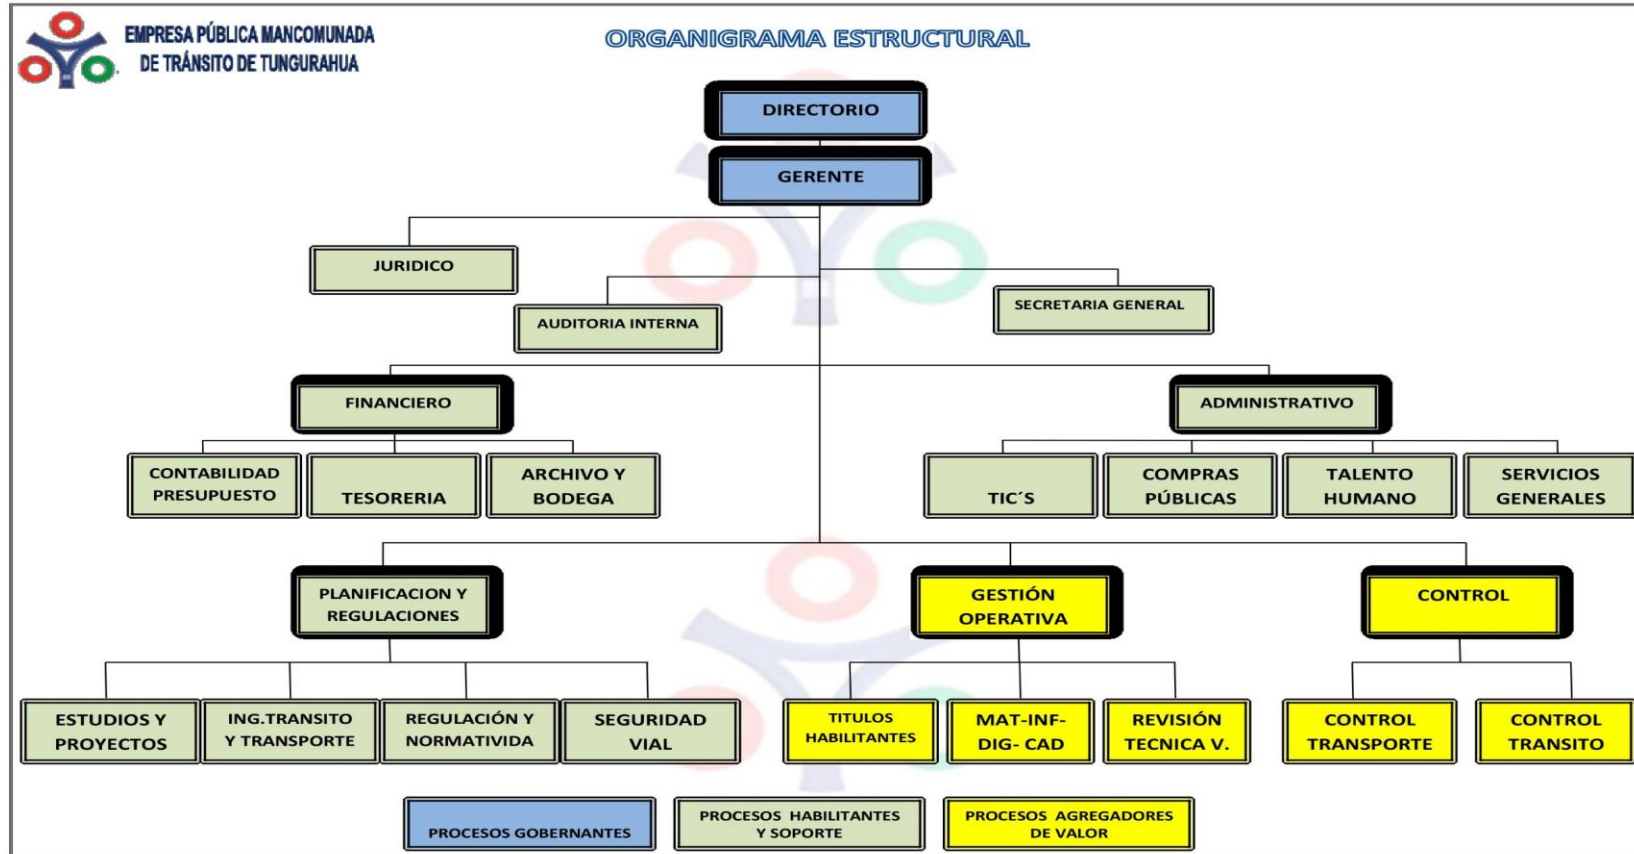 EMPRESA PÚBLICA MANCOMUNADA
DE TRÁNSITO DE TUNGURAHUA
ORGANIGRAMA ESTRUCTURAL
DIRECTORIO
GERENTE
JURIDICO
AUDITORIA INTERNA
SECRETARIA GENERAL
FINANCIERO
ADMINISTRATIVO
CONTABILIDAD
PRESUPUESTO
TESORERIA
ARCHIVO Y
BODEGA
TIC´S
COMPRAS
PÚBLICAS
TALENTO
HUMANO
SERVICIOS
GENERALES
PLANIFICACION Y
REGULACIONES
GESTIÓN
OPERATIVA
CONTROL
ESTUDIOS Y
PROYECTOS
ING.TRANSITO
Y TRANSPORTE
REGULACIÓN Y
NORMATIVIDA
SEGURIDAD
VIAL
TITULOS
HABILITANTES
MAT-INF-
DIG- CAD
REVISIÓN
TECNICA V.
CONTROL
TRANSPORTE
CONTROL
TRANSITO
PROCESOS GOBERNANTES
PROCESOS HABILITANTES
Y SOPORTE
PROCESOS AGREGADORES
DE VALOR